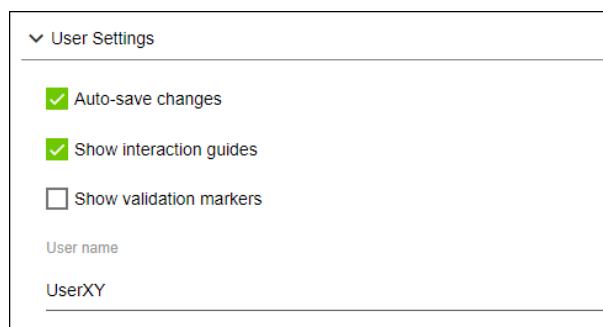 User Settings
Auto-save changes
Show interaction guides
Show validation markers
User name
UserXY